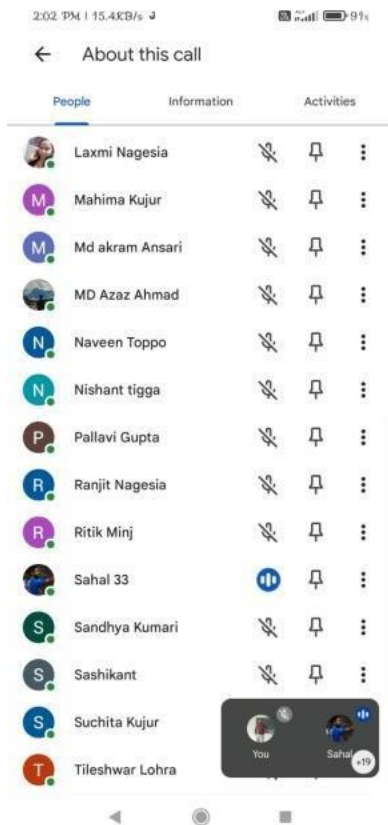 2:02 PM | 15.4KB/s 91%
About this call
People Information Activities
Laxmi Nagesia
M Mahima Kujur
M Md akram Ansari
MD Azaz Ahmad
N Naveen Toppo
N Nishant tigga
P Pallavi Gupta
R Ranjit Nagesia
R Ritik Minj
Sahal 33
S Sandhya Kumari
S Sashikant
S Suchita Kujur
You Sahal +19
T Tileshwar Lohra